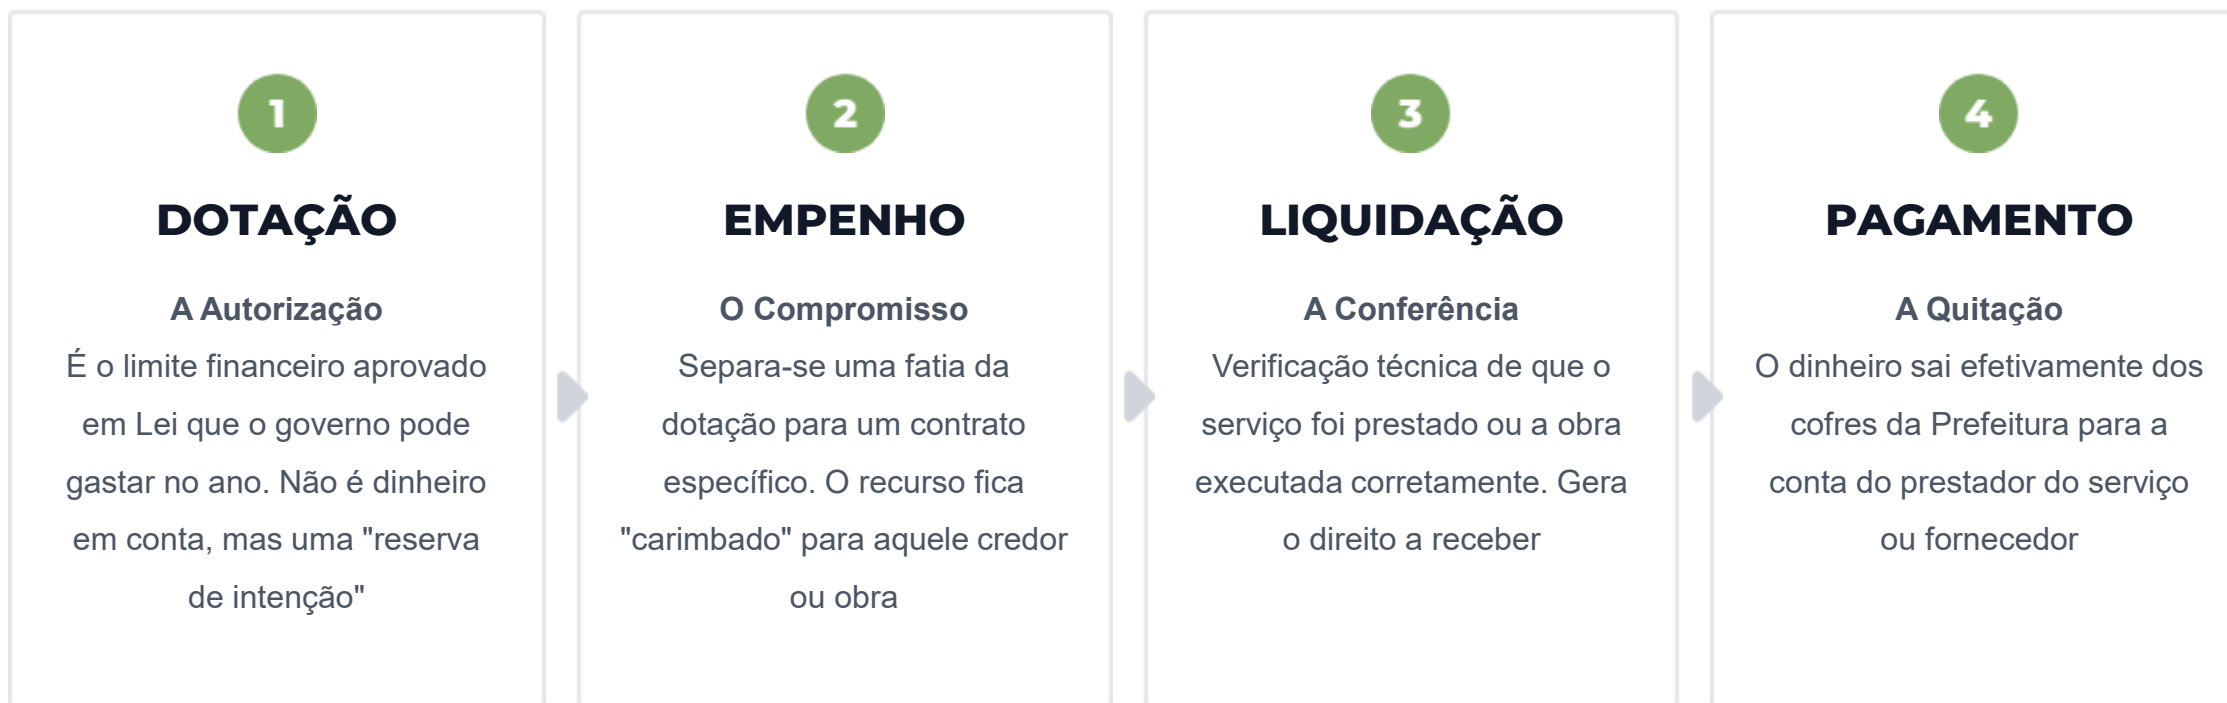 1
DOTAÇÃO
A Autorização
É o limite financeiro aprovado
em Lei que o governo pode
gastar no ano. Não é dinheiro
em conta, mas uma "reserva
de intenção"
2
EMPENHO
O Compromisso
Separa-se uma fatia da
dotação para um contrato
específico. O recurso fica
"carimbado" para aquele credor
ou obra
3
LIQUIDAÇÃO
A Conferência
Verificação técnica de que o
serviço foi prestado ou a obra
executada corretamente. Gera
o direito a receber
4
PAGAMENTO
A Quitação
O dinheiro sai efetivamente dos
cofres da Prefeitura para a
conta do prestador do serviço
ou fornecedor